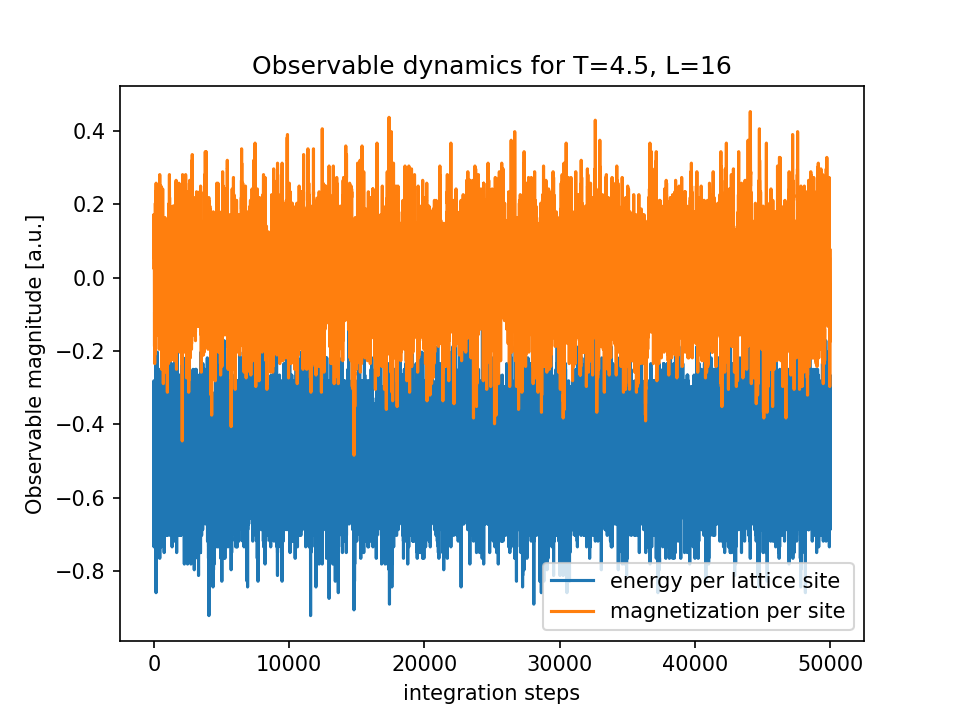 Observable dynamics for T=4.5, L=16
Observable magnitude [a.u.]
0.4
0.2
0.0
−0.2
−0.4
−0.6
−0.8
energy per lattice site
magnetization per site
0 10000 20000 30000 40000 50000
integration steps